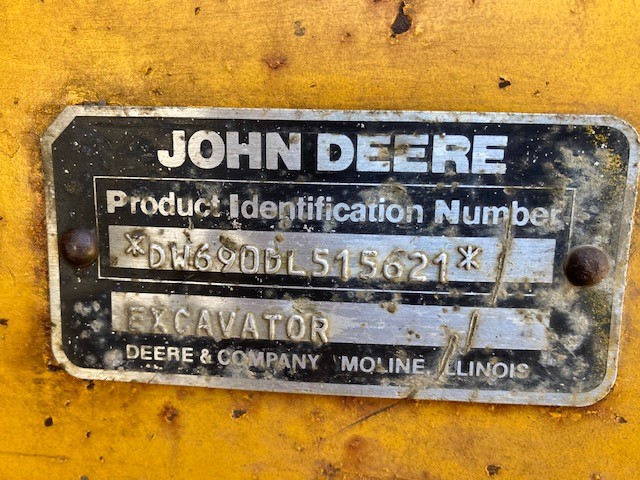 JOHN DEERE
Product Identification Number
*DW690DL515621*
EXCAVATOR
DEERE & COMPANY MOLINE, ILLINOIS